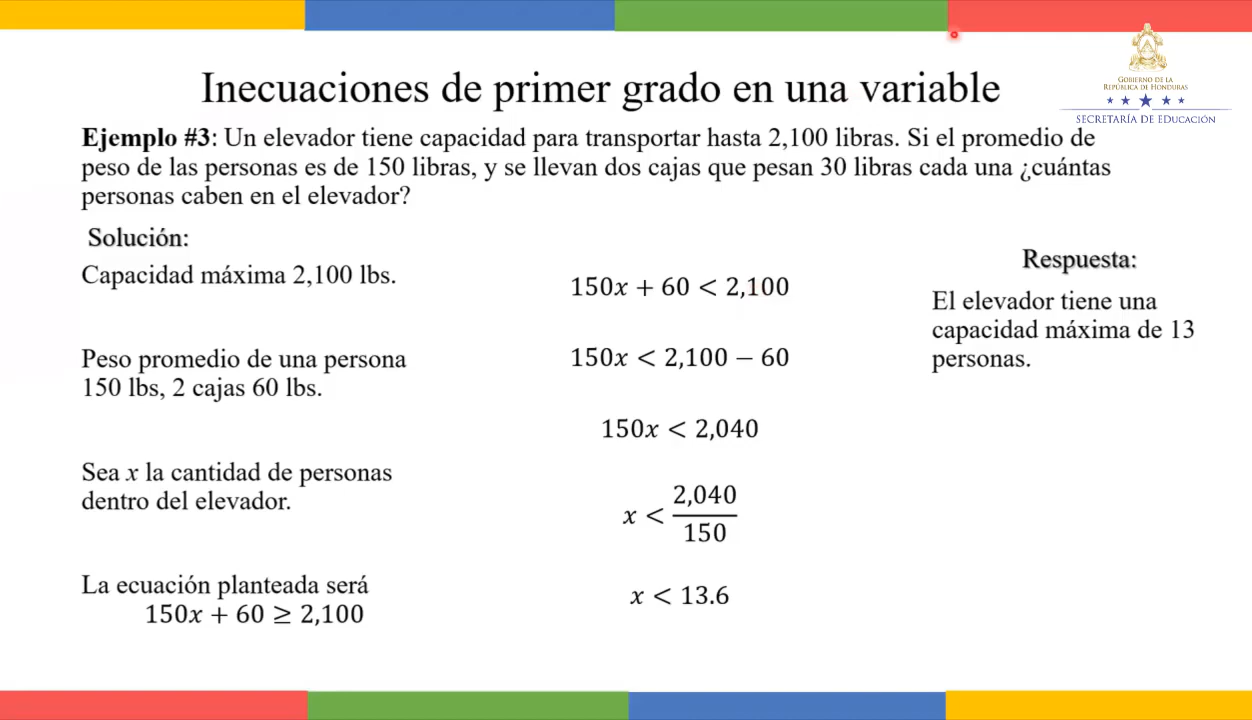 Inecuaciones de primer grado en una variable
GOBIERNO DE LA
REPÚBLICA DE HONDURAS
SECRETARÍA DE EDUCACIÓN
Ejemplo #3: Un elevador tiene capacidad para transportar hasta 2,100 libras. Si el promedio de
peso de las personas es de 150 libras, y se llevan dos cajas que pesan 30 libras cada una ¿cuántas
personas caben en el elevador?
Solución:
Capacidad máxima 2,100 lbs.
Peso promedio de una persona
150 lbs, 2 cajas 60 lbs.
Sea x la cantidad de personas
dentro del elevador.
La ecuación planteada será
150x + 60 ≥ 2,100
150x + 60 < 2,100
150x < 2,100 − 60
150x < 2,040
x < 2,040/150
x < 13.6
Respuesta:
El elevador tiene una
capacidad máxima de 13
personas.